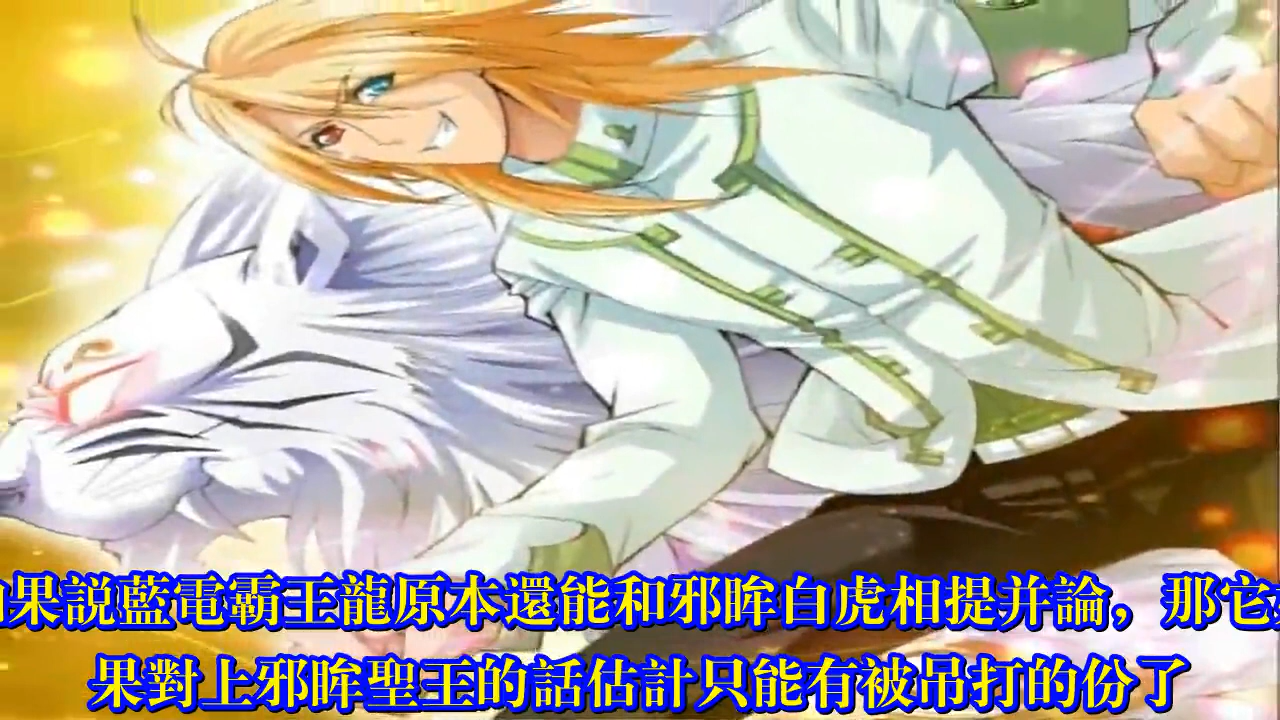 果説藍電霸王龍原本還能和邪眸白虎相提并論，那它
果對上邪眸聖王的話估計只能有被吊打的份了